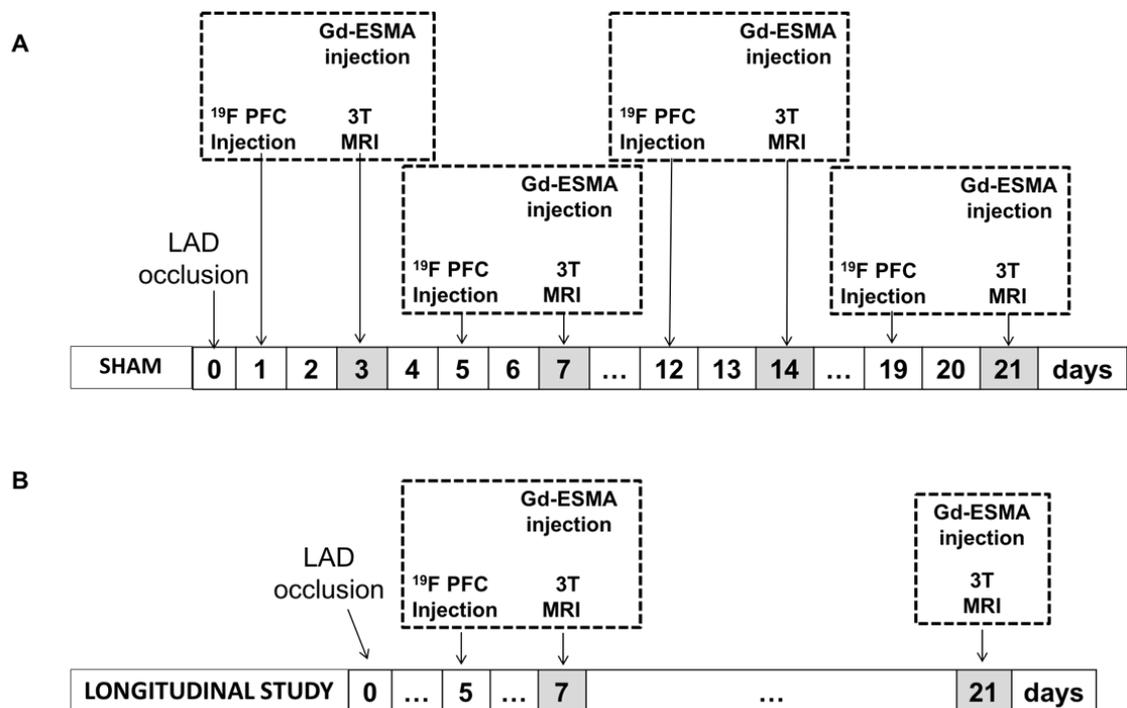 A
Gd-ESMA
injection
¹⁹F PFC
Injection
3T
MRI
Gd-ESMA
injection
¹⁹F PFC
Injection
3T
MRI
Gd-ESMA
injection
¹⁹F PFC
Injection
3T
MRI
Gd-ESMA
injection
¹⁹F PFC
Injection
3T
MRI
LAD
occlusion
SHAM 0 1 2 3 4 5 6 7 ... 12 13 14 ... 19 20 21 days
B
Gd-ESMA
injection
¹⁹F PFC
Injection
3T
MRI
Gd-ESMA
injection
3T
MRI
LAD
occlusion
LONGITUDINAL STUDY 0 ... 5 ... 7 ... 21 days